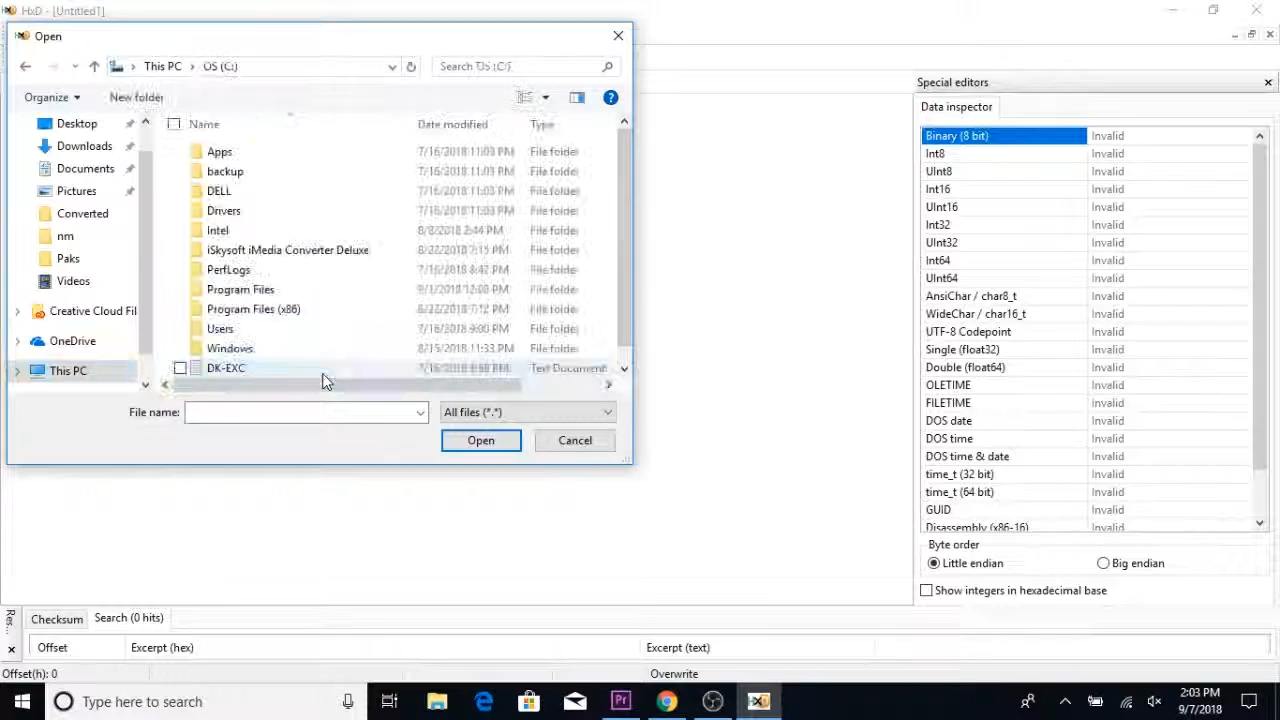 HxD - [Untitled1]
Open
This PC > OS (C:)
Search OS (C:)
Organize
New folder
Name Date modified Type
Desktop
Downloads
Documents
Pictures
Converted
nm
Paks
Videos
Creative Cloud Fil
OneDrive
This PC
Apps 7/16/2018 11:03 PM File folder
backup 7/16/2018 11:03 PM File folder
DELL 7/16/2018 11:03 PM File folder
Drivers 7/16/2018 11:03 PM File folder
Intel 8/8/2018 2:44 PM File folder
iSkysoft iMedia Converter Deluxe 8/22/2018 7:15 PM File folder
PerfLogs 7/16/2018 8:42 PM File folder
Program Files 9/1/2018 12:00 PM File folder
Program Files (x86) 8/22/2018 7:12 PM File folder
Users 7/16/2018 9:00 PM File folder
Windows 8/15/2018 11:33 PM File folder
DK-EXC Text Document
File name:
All files (*.*)
Open
Cancel
Special editors
Data inspector
Binary (8 bit) Invalid
Int8 Invalid
UInt8 Invalid
Int16 Invalid
UInt16 Invalid
Int32 Invalid
UInt32 Invalid
Int64 Invalid
UInt64 Invalid
AnsiChar / char8_t Invalid
WideChar / char16_t Invalid
UTF-8 Codepoint Invalid
Single (float32) Invalid
Double (float64) Invalid
OLETIME Invalid
FILETIME Invalid
DOS date Invalid
DOS time Invalid
DOS time & date Invalid
time_t (32 bit) Invalid
time_t (64 bit) Invalid
GUID Invalid
Disassembly (x86-16) Invalid
Byte order
Little endian
Big endian
Show integers in hexadecimal base
Res...
Checksum
Search (0 hits)
Offset Excerpt (hex) Excerpt (text)
Offset(h): 0
Overwrite
Type here to search
Pr
2:03 PM
9/7/2018